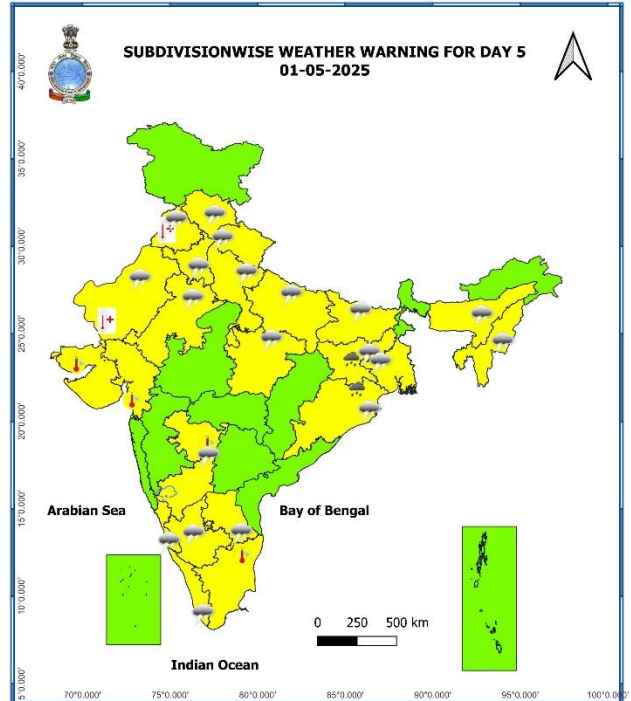 SUBDIVISIONWISE WEATHER WARNING FOR DAY 5
01-05-2025
40°0.000'
35°0.000'
30°0.000'
25°0.000'
20°0.000'
15°0.000'
10°0.000'
5°0.000'
Arabian Sea
Bay of Bengal
0 250 500 km
Indian Ocean
70°0.000' 75°0.000' 80°0.000' 85°0.000' 90°0.000' 95°0.000' 100°0.000'